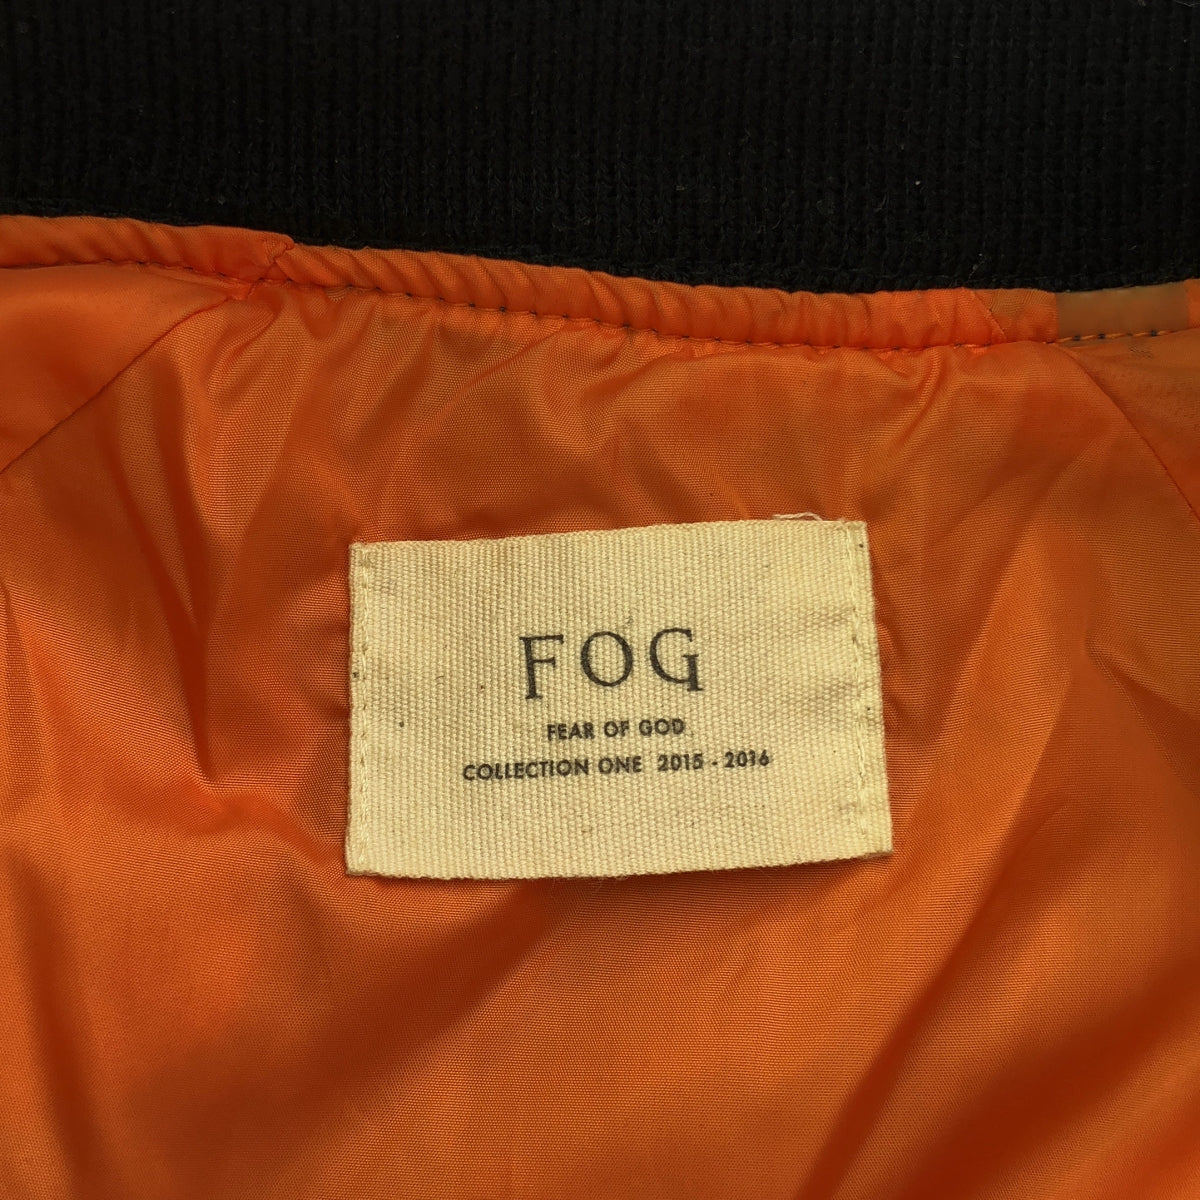 FOG
FEAR OF GOD
COLLECTION ONE 2015 - 2016